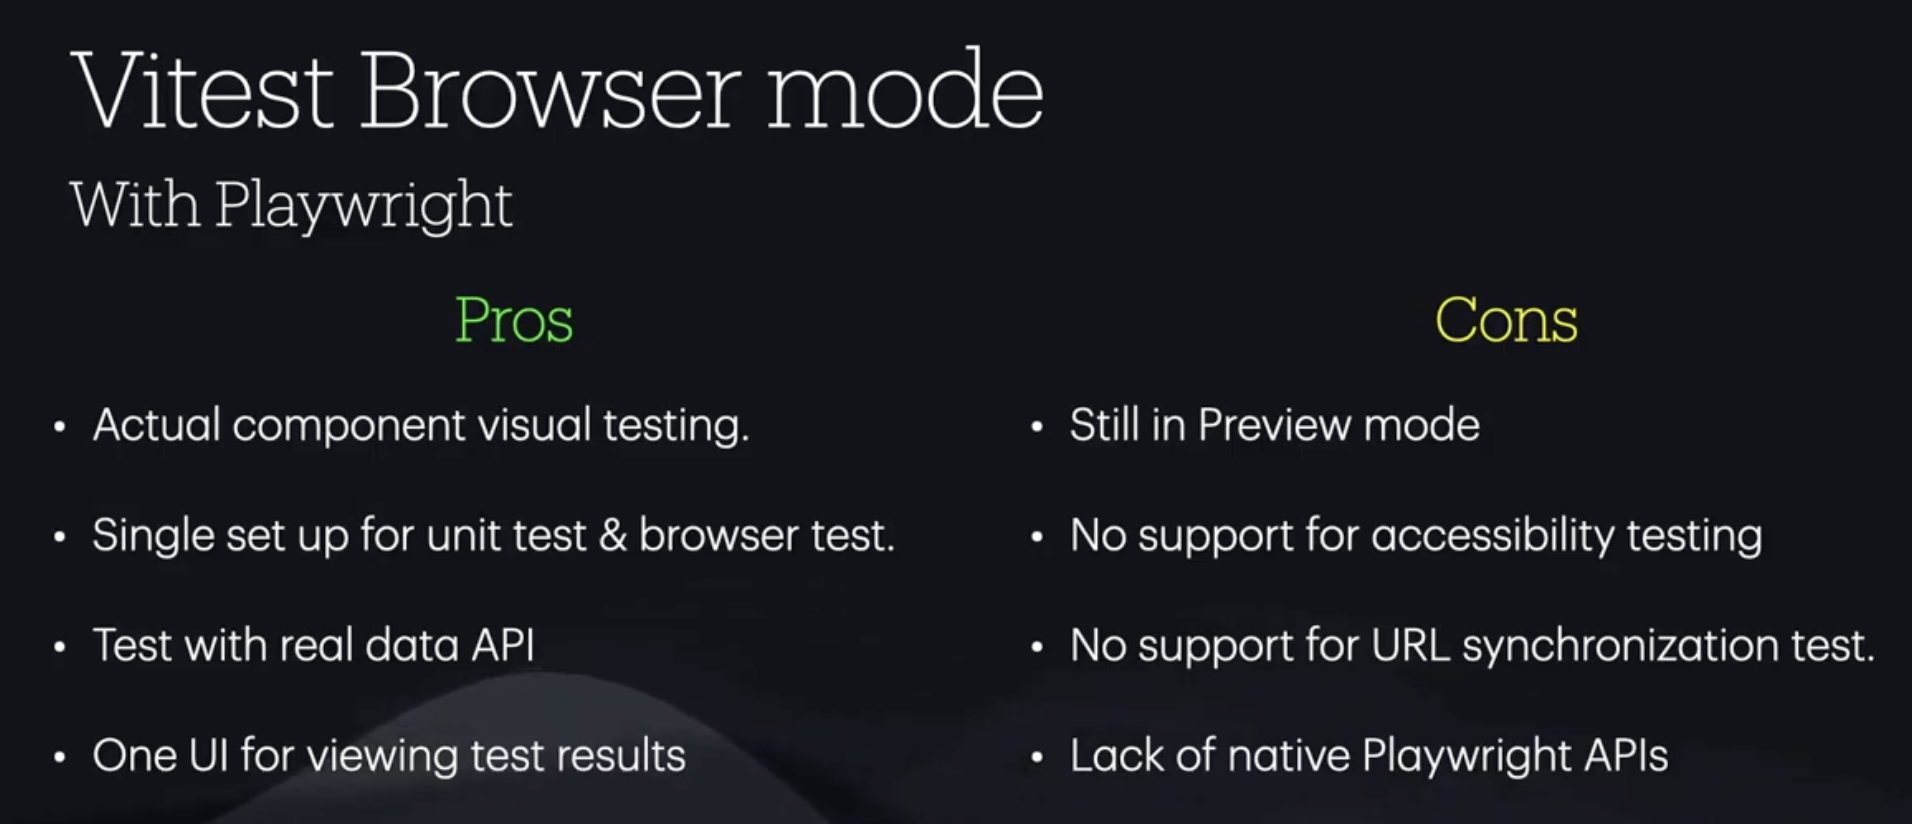 Vitest Browser mode
With Playwright
Pros
• Actual component visual testing.
• Single set up for unit test & browser test.
• Test with real data API
• One UI for viewing test results
Cons
• Still in Preview mode
• No support for accessibility testing
• No support for URL synchronization test.
• Lack of native Playwright APIs